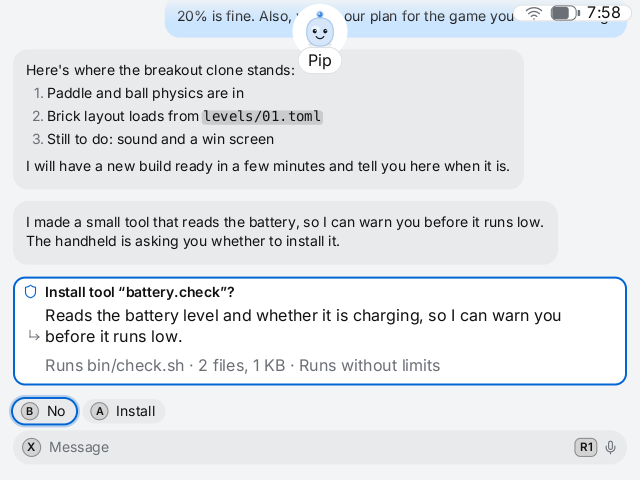 20% is fine. Also,
our plan for the game you
7:58
Pip
Here's where the breakout clone stands:
1. Paddle and ball physics are in
2. Brick layout loads from levels/01.toml
3. Still to do: sound and a win screen
I will have a new build ready in a few minutes and tell you here when it is.
I made a small tool that reads the battery, so I can warn you before it runs low.
The handheld is asking you whether to install it.
Install tool “battery.check”?
Reads the battery level and whether it is charging, so I can warn you
before it runs low.
Runs bin/check.sh · 2 files, 1 KB · Runs without limits
B No
A Install
X Message
R1